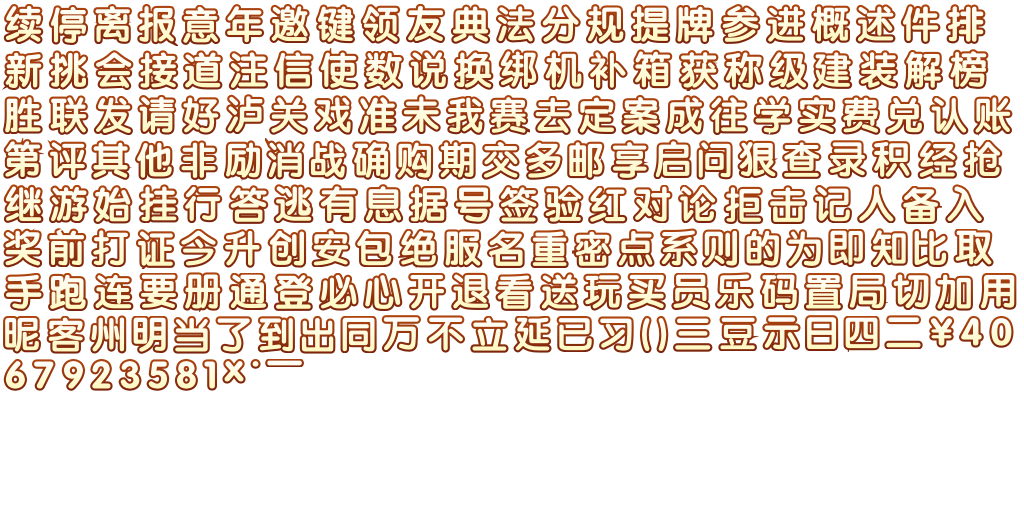 续停离报意年邀键领友典法分规提牌参进概述件排
新挑会接道注信使数说换绑机补箱获称级建装解榜
胜联发请好泸关戏准未我赛去定案成往学实费兑认账
第评其他非励消战确购期交多邮享启问狠查录积经抢
继游始挂行答逃有息据号签验红对论拒击记人备入
奖前打证今升创安包绝服名重密点系则的为即知比取
手跑连要册通登必心开退看送玩买员乐码置局切加用
昵客州明当了到出同万不立延已习()三豆示日四二¥40
67923581×·一